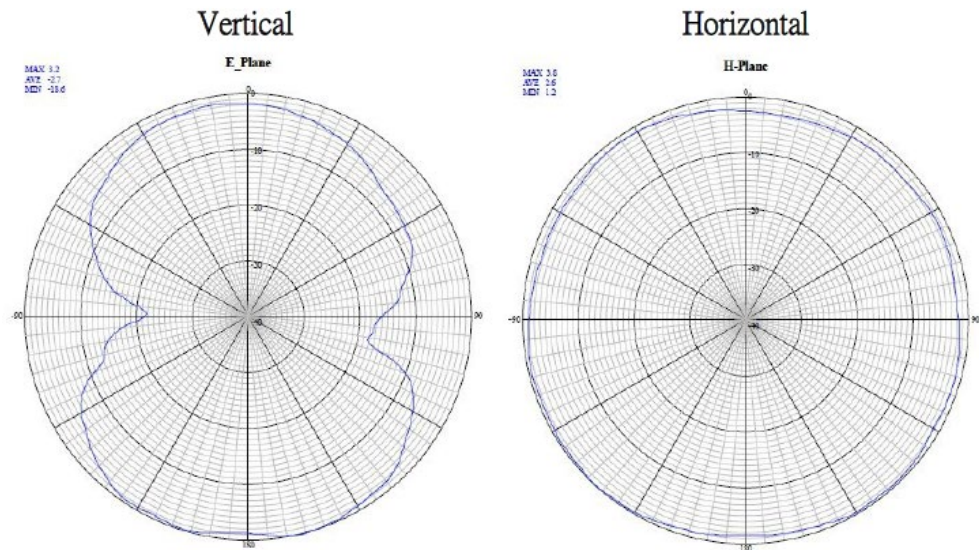 Vertical
E_Plane
MAX 3.2
AVE -2.7
MIN -18.6
0
-10
-20
-30
-40
-90
90
180
Horizontal
H-Plane
MAX 3.8
AVE 2.6
MIN 1.2
0
-10
-20
-30
-40
-90
90
180